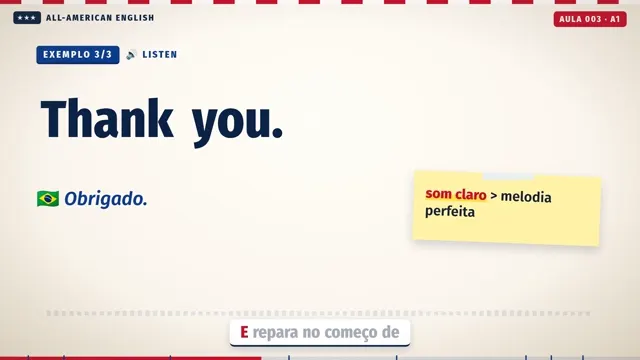 ★★★ ALL-AMERICAN ENGLISH
AULA 003 · A1
EXEMPLO 3/3 🔊 LISTEN
Thank you.
🇧🇷 Obrigado.
som claro > melodia
perfeita
E repara no começo de